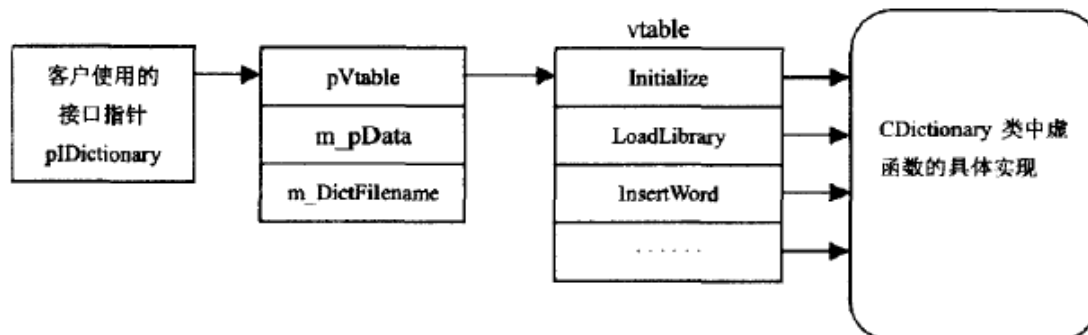 客户使用的
接口指针
pIDictionary
pVtable
m_pData
m_DictFilename
vtable
Initialize
LoadLibrary
InsertWord
······
CDictionary 类中虚
函数的具体实现